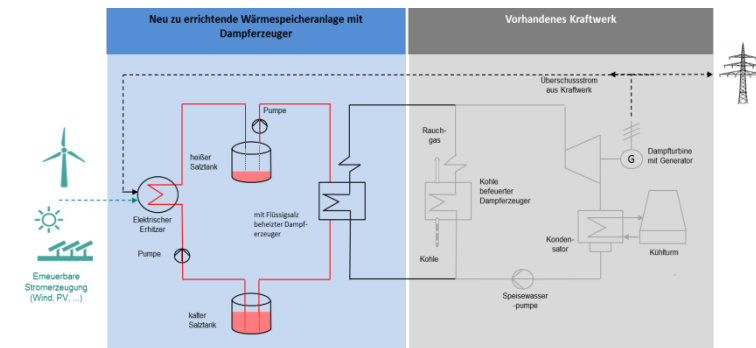 Neu zu errichtende Wärmespeicheranlage mit
Dampferzeuger
Vorhandenes Kraftwerk
Überschussstrom
aus Kraftwerk
Pumpe
heißer
Salztank
Rauch-
gas
G
Dampfturbine
mit Generator
Kohle
befeuerter
Dampferzeuger
Elektrischer
Erhitzer
mit Flüssigsalz
beheizter Dampf-
erzeuger
Pumpe
Konden-
sator
Kühlturm
Kohle
Erneuerbare
Stromerzeugung
(Wind, PV, ...)
Speisewasser
-pumpe
kalter
Salztank